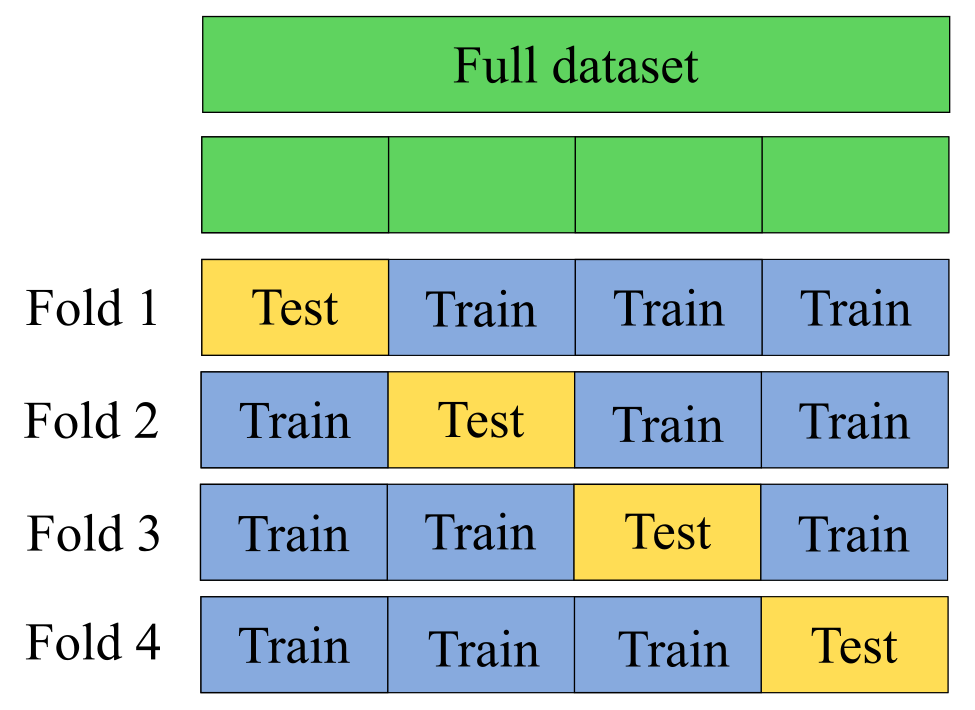 Full dataset
Fold 1 Test Train Train Train
Fold 2 Train Test Train Train
Fold 3 Train Train Test Train
Fold 4 Train Train Train Test